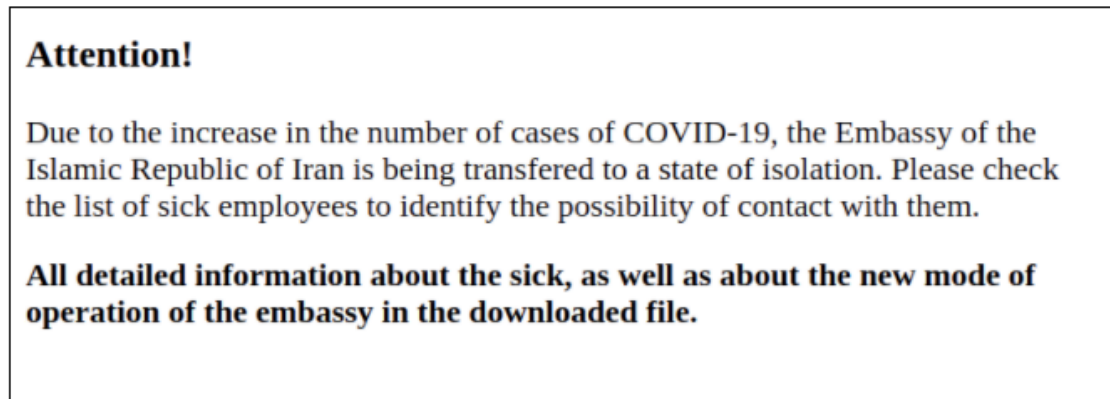 Attention!
Due to the increase in the number of cases of COVID-19, the Embassy of the
Islamic Republic of Iran is being transfered to a state of isolation. Please check
the list of sick employees to identify the possibility of contact with them.
All detailed information about the sick, as well as about the new mode of
operation of the embassy in the downloaded file.